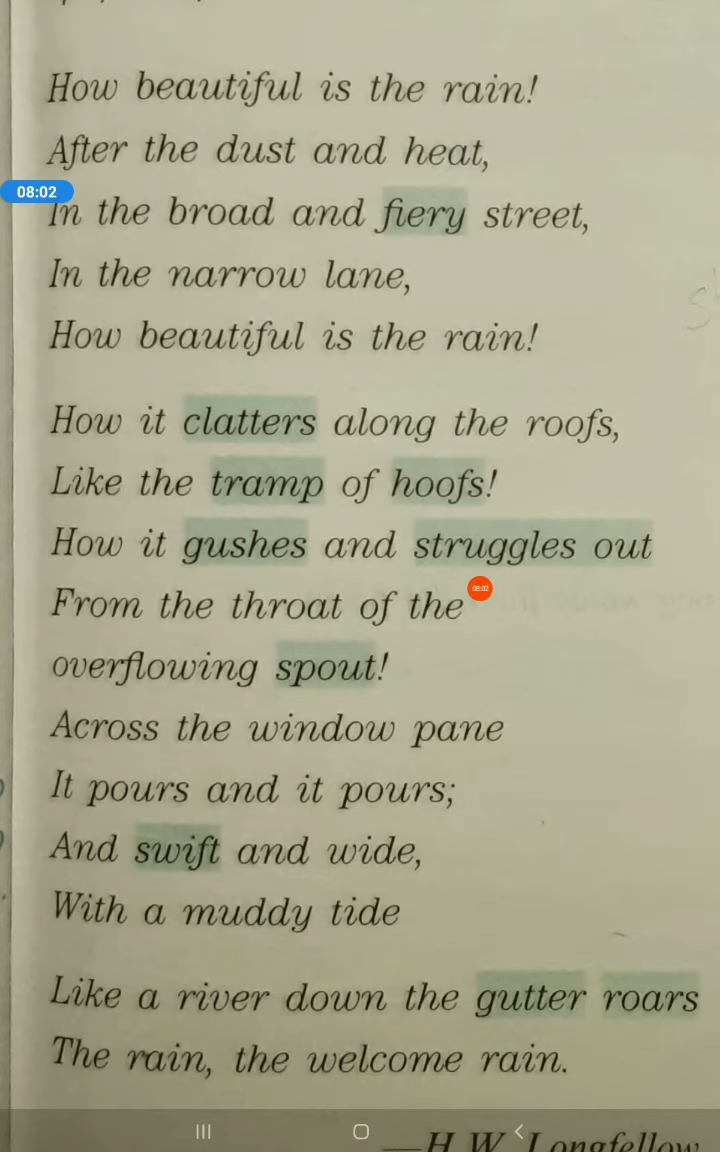 How beautiful is the rain!
After the dust and heat,
08:02
In the broad and fiery street,
In the narrow lane,
How beautiful is the rain!
How it clatters along the roofs,
Like the tramp of hoofs!
How it gushes and struggles out
08:02
From the throat of the
overflowing spout!
Across the window pane
It pours and it pours;
And swift and wide,
With a muddy tide
Like a river down the gutter roars
The rain, the welcome rain.
—H.W. Longfellow